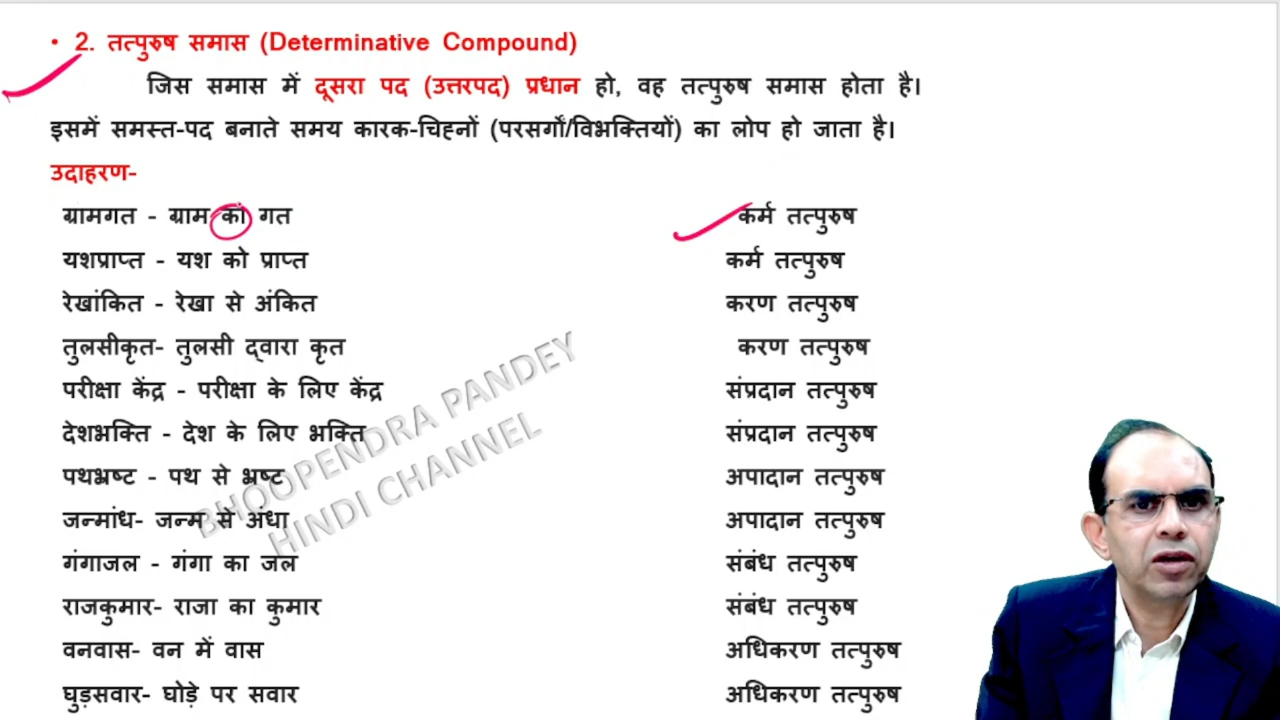 • 2. तत्पुरुष समास (Determinative Compound)
जिस समास में दूसरा पद (उत्तरपद) प्रधान हो, वह तत्पुरुष समास होता है।
इसमें समस्त-पद बनाते समय कारक-चिह्नों (परसर्गों/विभक्तियों) का लोप हो जाता है।
उदाहरण-
ग्रामगत - ग्राम को गत कर्म तत्पुरुष
यशप्राप्त - यश को प्राप्त कर्म तत्पुरुष
रेखांकित - रेखा से अंकित करण तत्पुरुष
तुलसीकृत- तुलसी द्वारा कृत करण तत्पुरुष
परीक्षा केंद्र - परीक्षा के लिए केंद्र संप्रदान तत्पुरुष
देशभक्ति - देश के लिए भक्ति संप्रदान तत्पुरुष
पथभ्रष्ट - पथ से भ्रष्ट अपादान तत्पुरुष
जन्मांध- जन्म से अंधा अपादान तत्पुरुष
गंगाजल - गंगा का जल संबंध तत्पुरुष
राजकुमार- राजा का कुमार संबंध तत्पुरुष
वनवास- वन में वास अधिकरण तत्पुरुष
घुड़सवार- घोड़े पर सवार अधिकरण तत्पुरुष
BHOOPENDRA PANDEY
HINDI CHANNEL